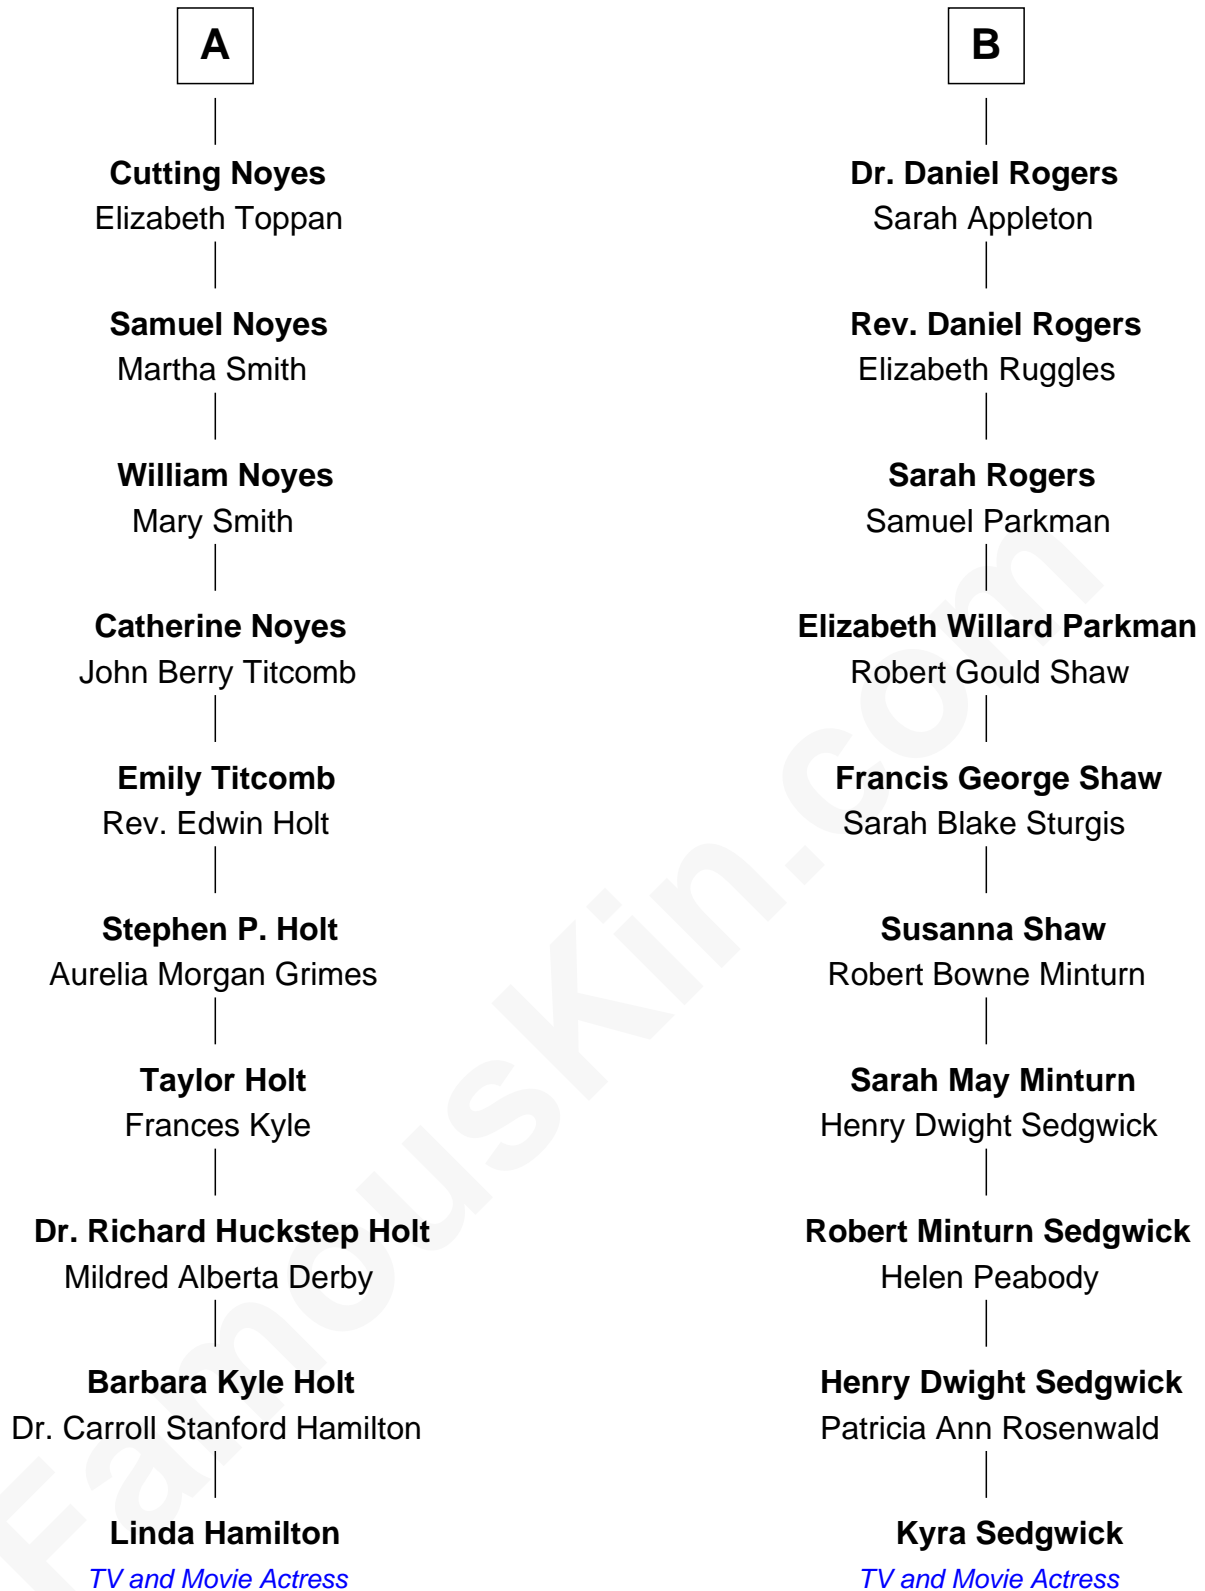 A
Cutting Noyes
Elizabeth Toppan
Samuel Noyes
Martha Smith
William Noyes
Mary Smith
Catherine Noyes
John Berry Titcomb
Emily Titcomb
Rev. Edwin Holt
Stephen P. Holt
Aurelia Morgan Grimes
Taylor Holt
Frances Kyle
Dr. Richard Huckstep Holt
Mildred Alberta Derby
Barbara Kyle Holt
Dr. Carroll Stanford Hamilton
Linda Hamilton
TV and Movie Actress
B
Dr. Daniel Rogers
Sarah Appleton
Rev. Daniel Rogers
Elizabeth Ruggles
Sarah Rogers
Samuel Parkman
Elizabeth Willard Parkman
Robert Gould Shaw
Francis George Shaw
Sarah Blake Sturgis
Susanna Shaw
Robert Bowne Minturn
Sarah May Minturn
Henry Dwight Sedgwick
Robert Minturn Sedgwick
Helen Peabody
Henry Dwight Sedgwick
Patricia Ann Rosenwald
Kyra Sedgwick
TV and Movie Actress
FamousKin.com